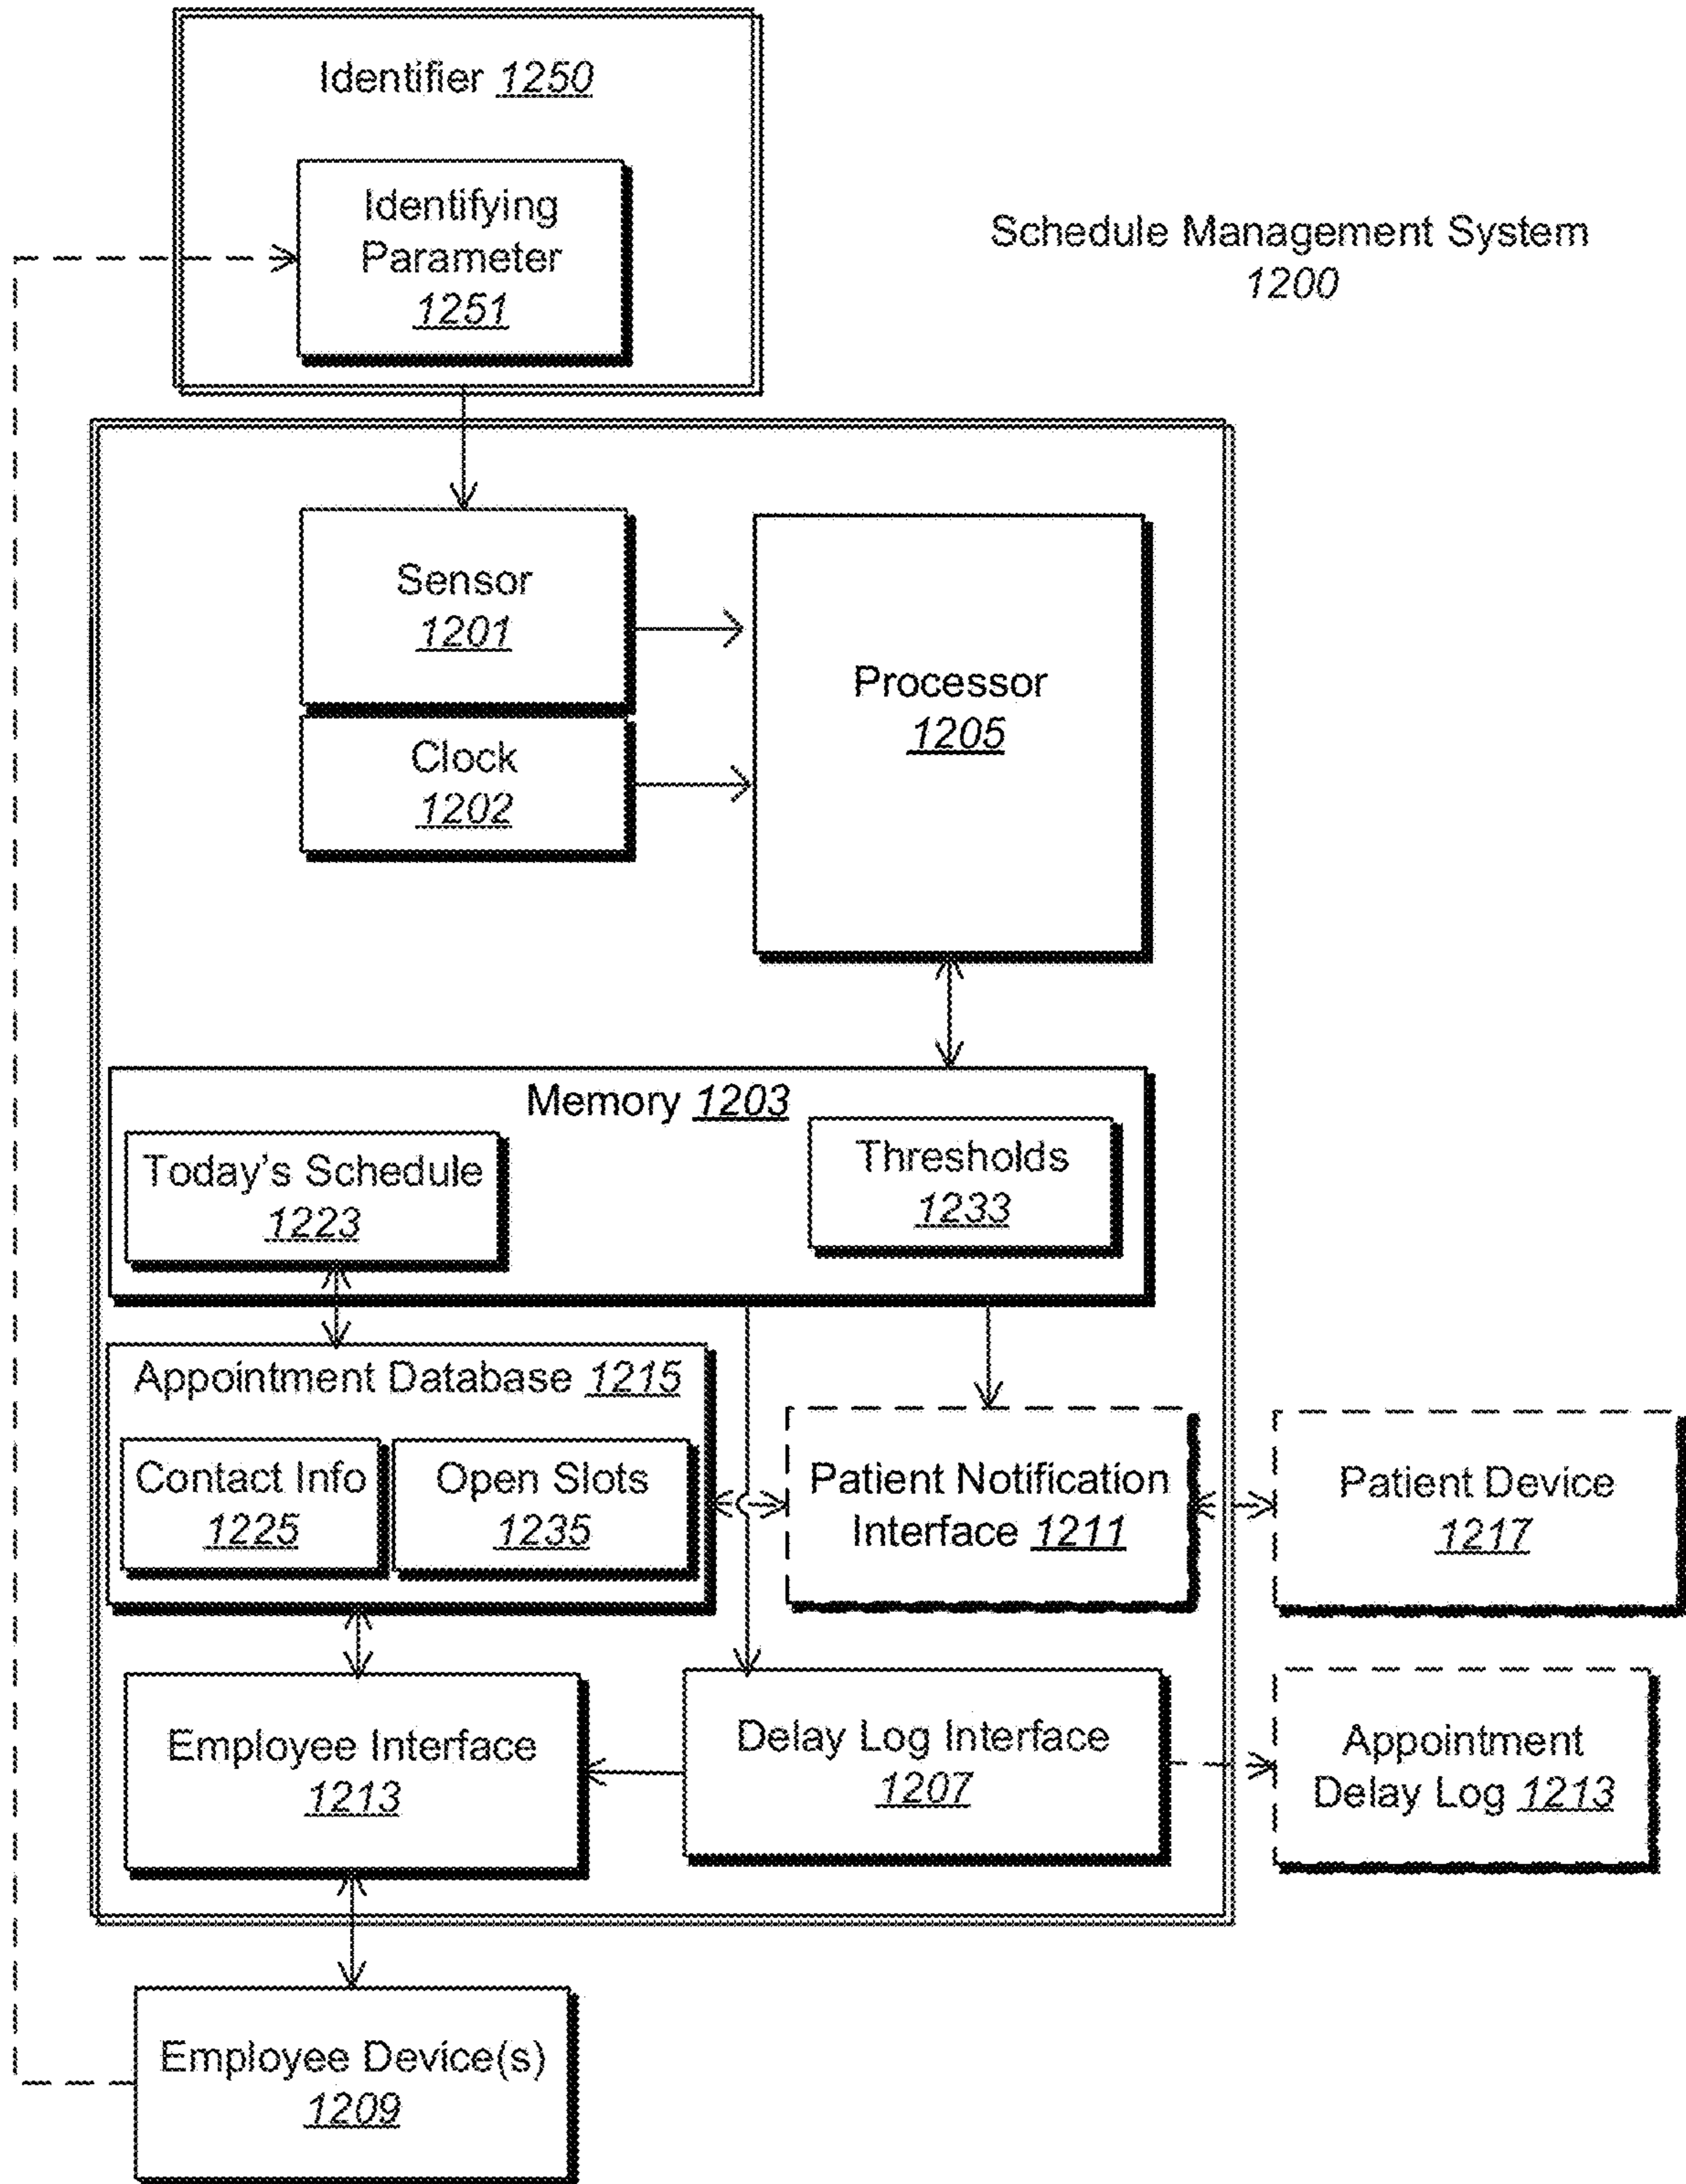 Identifier 1250
Identifying
Parameter
1251
Schedule Management System
1200
Sensor
1201
Clock
1202
Processor
1205
Memory 1203
Today's Schedule
1223
Thresholds
1233
Appointment Database 1215
Contact Info
1225
Open Slots
1235
Patient Notification
Interface 1211
Patient Device
1217
Employee Interface
1213
Delay Log Interface
1207
Appointment
Delay Log 1213
Employee Device(s)
1209